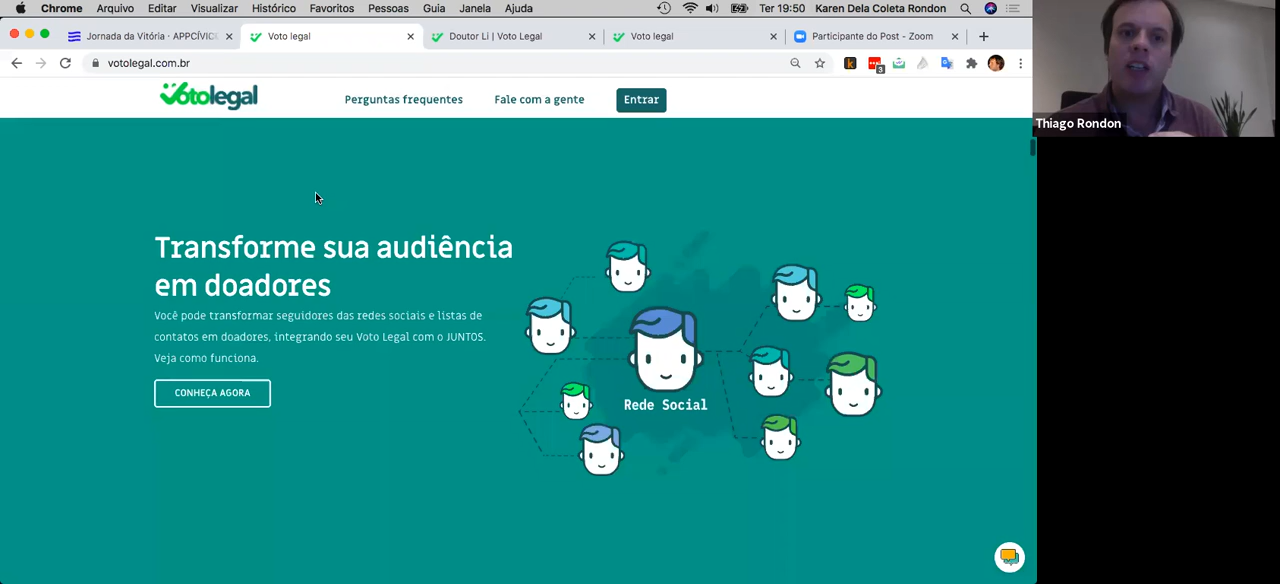 Chrome Arquivo Editar Visualizar Histórico Favoritos Pessoas Guia Janela Ajuda Ter 19:50 Karen Dela Coleta Rondon
Jornada da Vitória · APPCÍVICO Voto legal Doutor Li | Voto Legal Voto legal Participante do Post - Zoom
votolegal.com.br
3
Votolegal Perguntas frequentes Fale com a gente Entrar
Thiago Rondon
Transforme sua audiência
em doadores
Você pode transformar seguidores das redes sociais e listas de
contatos em doadores, integrando seu Voto Legal com o JUNTOS.
Veja como funciona.
CONHEÇA AGORA
Rede Social